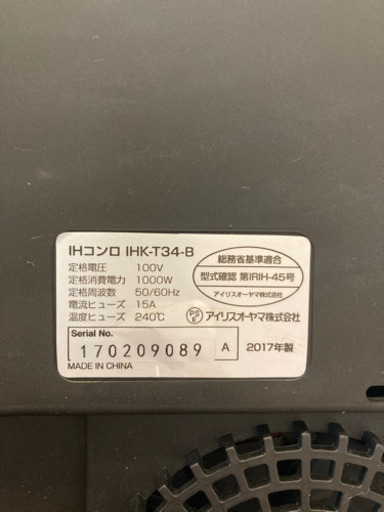 IHコンロ IHK-T34-B
定格電圧 100V
定格消費電力 1000W
定格周波数 50/60Hz
電流ヒューズ 15A
温度ヒューズ 240℃
総務省基準適合
型式確認 第IRIH-45号
アイリスオーヤマ株式会社
PS E アイリスオーヤマ株式会社
Serial No.
170209089 A 2017年製
MADE IN CHINA